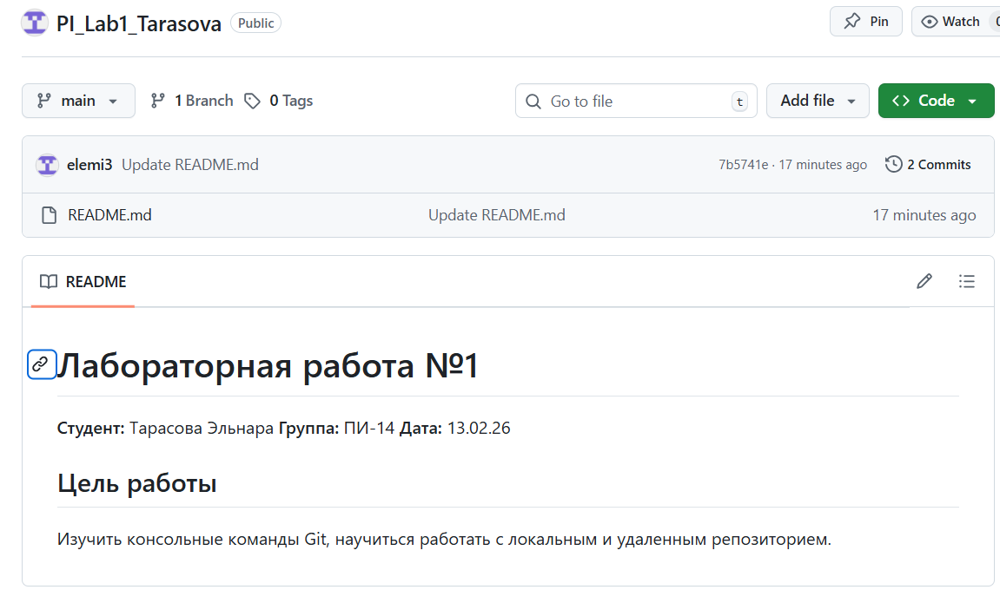 PI_Lab1_Tarasova Public Pin Watch
main 1 Branch 0 Tags Go to file t Add file Code
elemi3 Update README.md 7b5741e · 17 minutes ago 2 Commits
README.md Update README.md 17 minutes ago
README
Лабораторная работа №1
Студент: Тарасова Эльнара Группа: ПИ-14 Дата: 13.02.26
Цель работы
Изучить консольные команды Git, научиться работать с локальным и удаленным репозиторием.